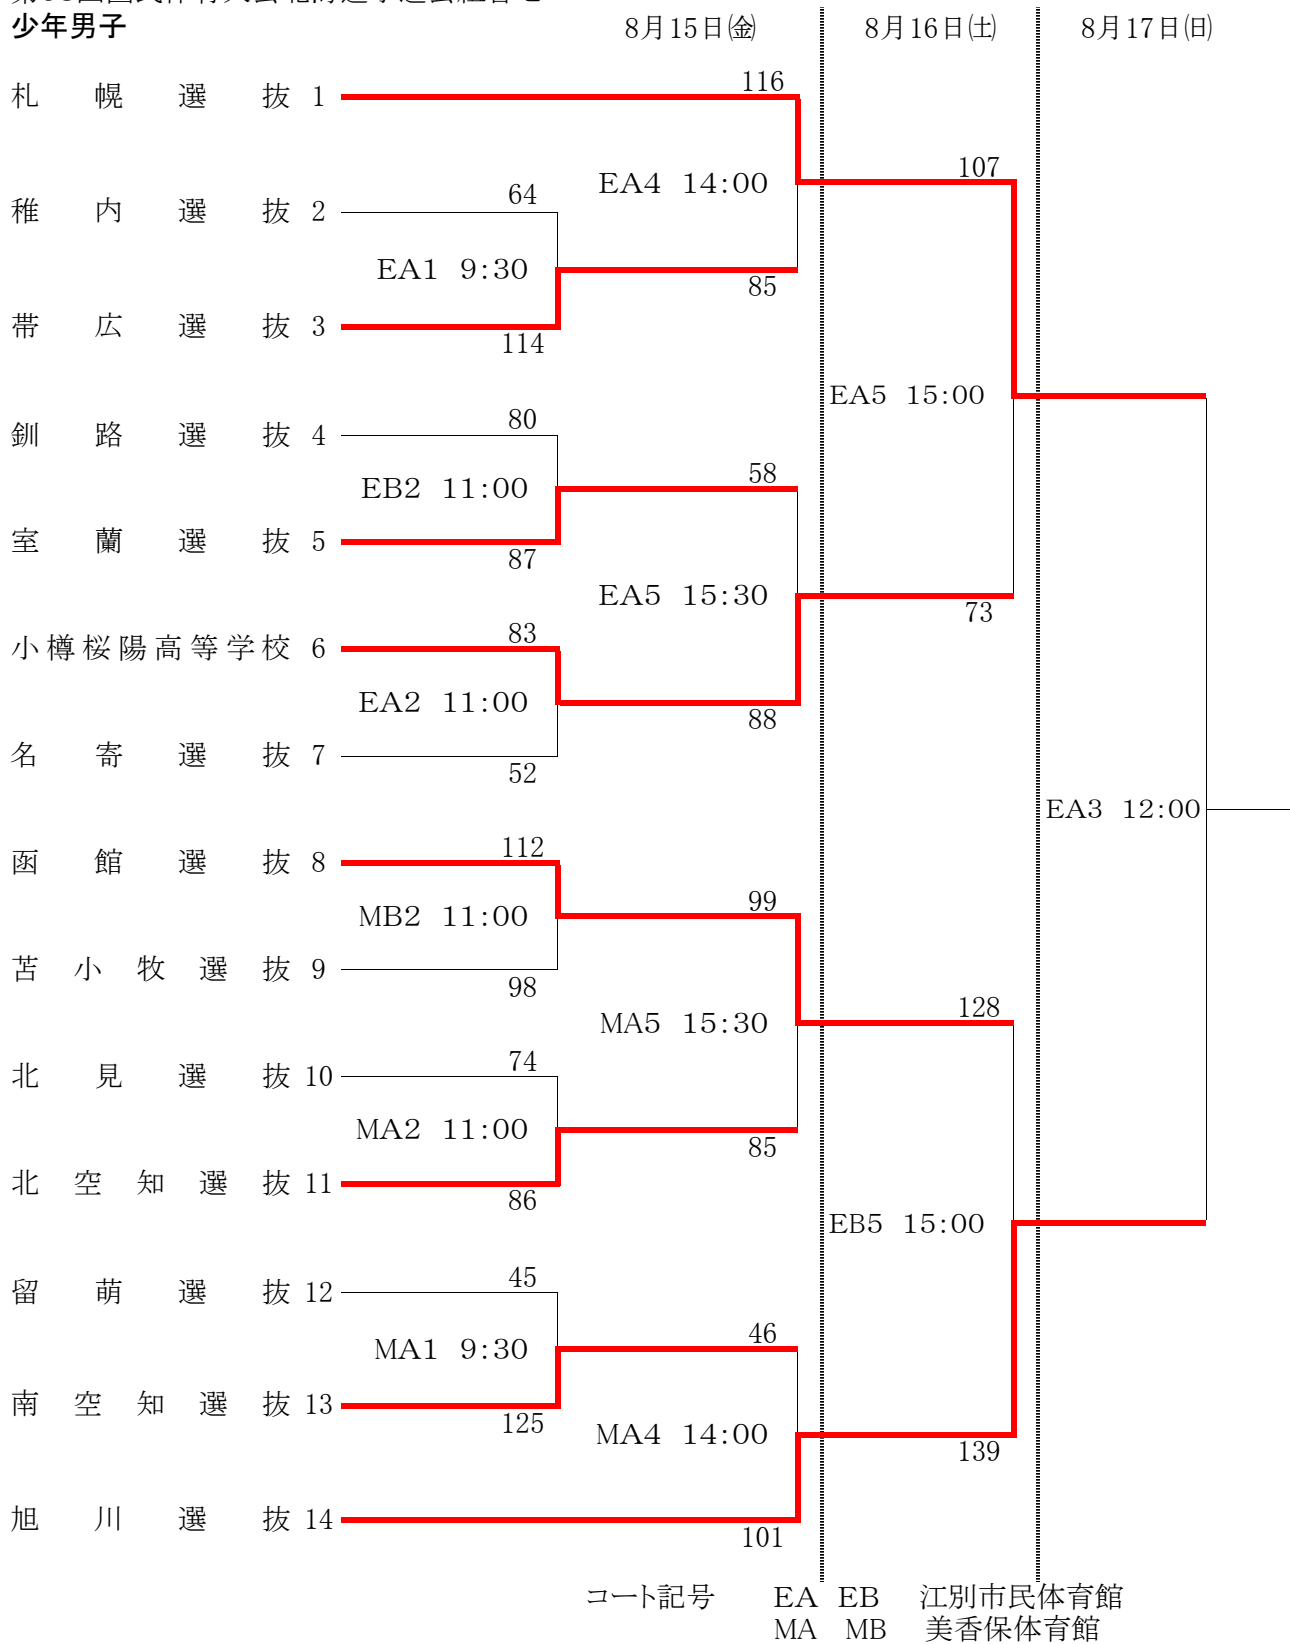 少年男子
8月15日㈮ 8月16日㈯ 8月17日㈰
116
札幌選抜 1
107
EA4 14:00
64
稚内選抜 2
EA1 9:30
85
帯広選抜 3
114
EA5 15:00
80
釧路選抜 4
58
EB2 11:00
室蘭選抜 5
87
EA5 15:30
73
83
小樽桜陽高等学校 6
EA2 11:00
88
名寄選抜 7
52
EA3 12:00
112
函館選抜 8
99
MB2 11:00
苫小牧選抜 9
98
128
MA5 15:30
74
北見選抜 10
MA2 11:00
85
北空知選抜 11
86
EB5 15:00
45
留萌選抜 12
46
MA1 9:30
南空知選抜 13
125
MA4 14:00
139
旭川選抜 14
101
コート記号 EA EB 江別市民体育館
MA MB 美香保体育館